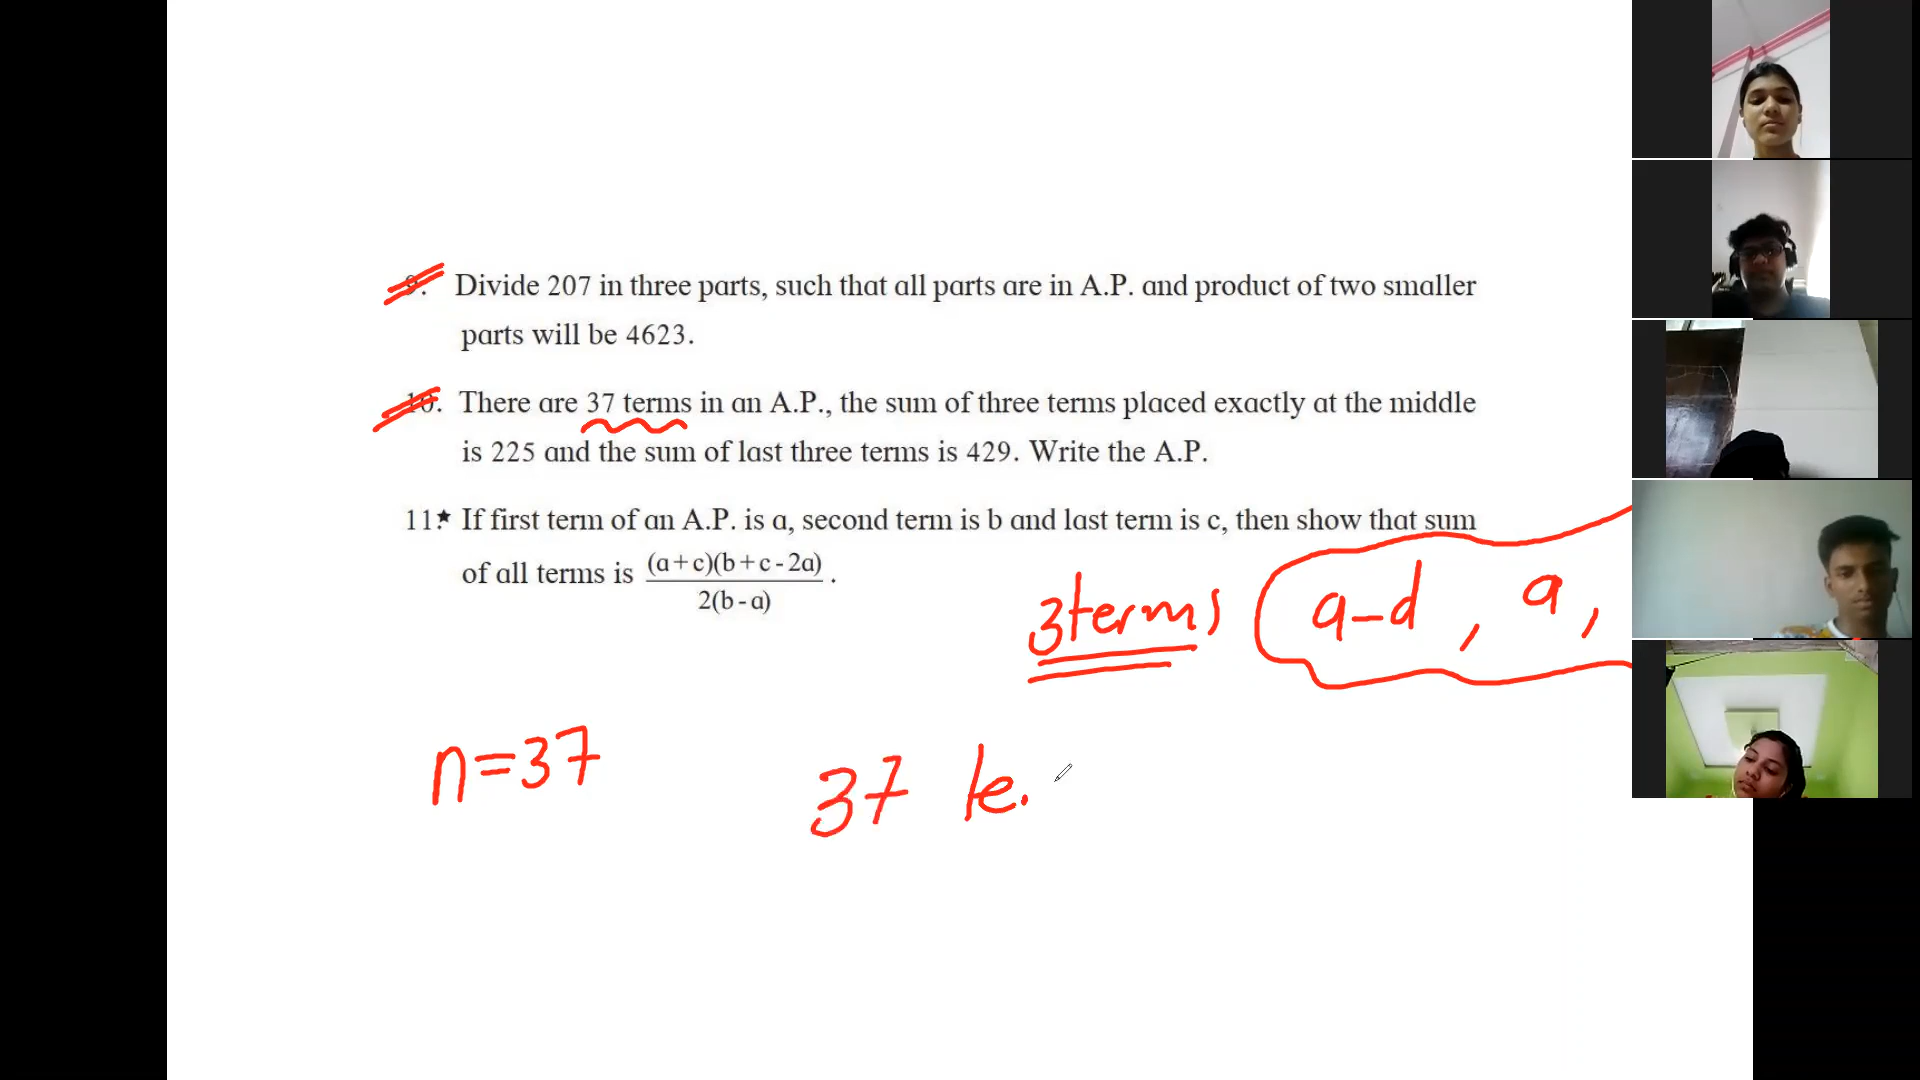 9. Divide 207 in three parts, such that all parts are in A.P. and product of two smaller
parts will be 4623.
10. There are 37 terms in an A.P., the sum of three terms placed exactly at the middle
is 225 and the sum of last three terms is 429. Write the A.P.
11.★ If first term of an A.P. is a, second term is b and last term is c, then show that sum
of all terms is (a+c)(b+c-2a) / 2(b-a) .
3terms a-d , a ,
n=37
37 te.